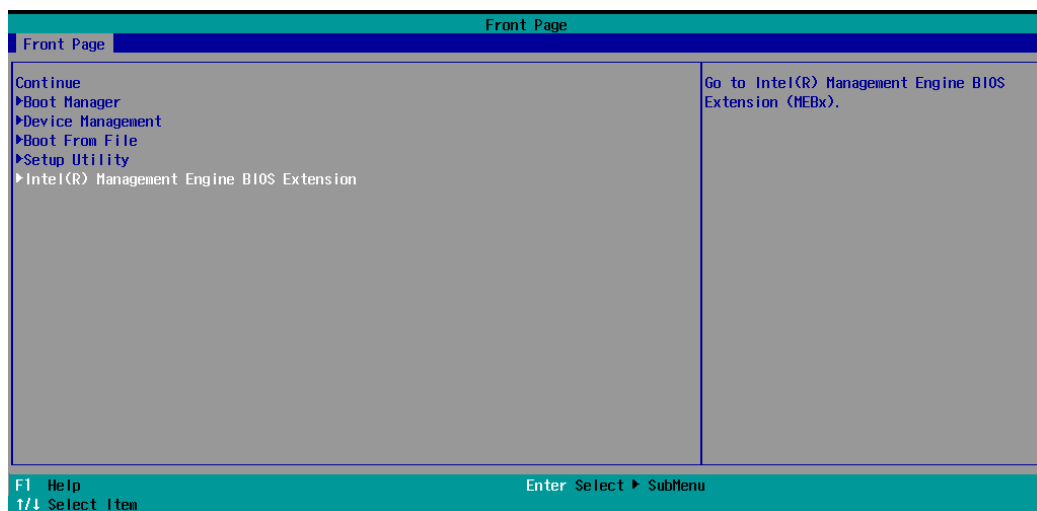 Front Page
Front Page
Continue
▶Boot Manager
▶Device Management
▶Boot From File
▶Setup Utility
▶Intel(R) Management Engine BIOS Extension
Go to Intel(R) Management Engine BIOS
Extension (MEBx).
F1 Help
Enter Select ▶ SubMenu
↑/↓ Select Item